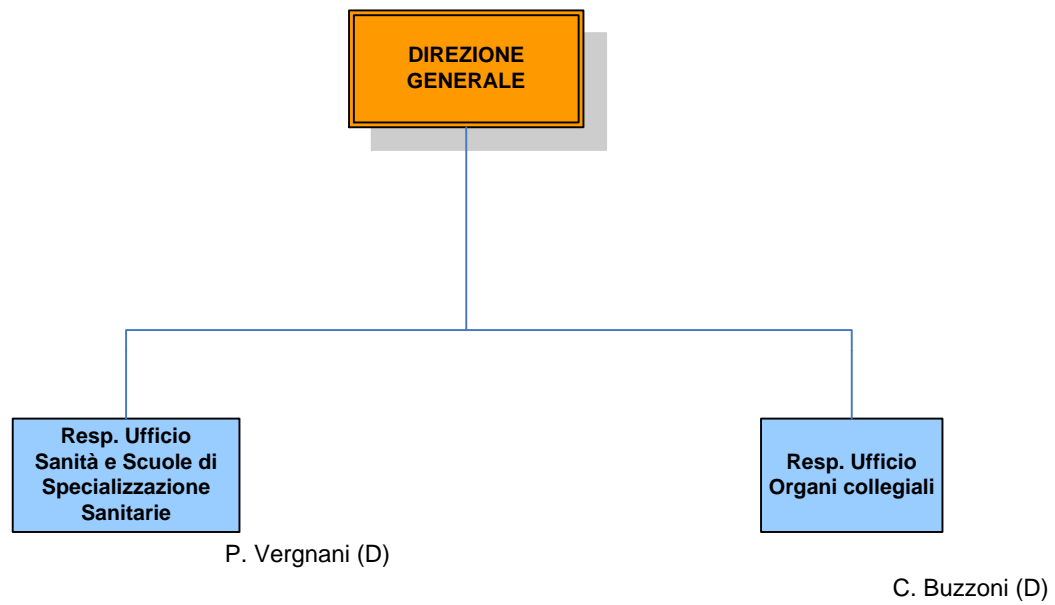 DIREZIONE
GENERALE
Resp. Ufficio
Sanità e Scuole di
Specializzazione
Sanitarie
P. Vergnani (D)
Resp. Ufficio
Organi collegiali
C. Buzzoni (D)